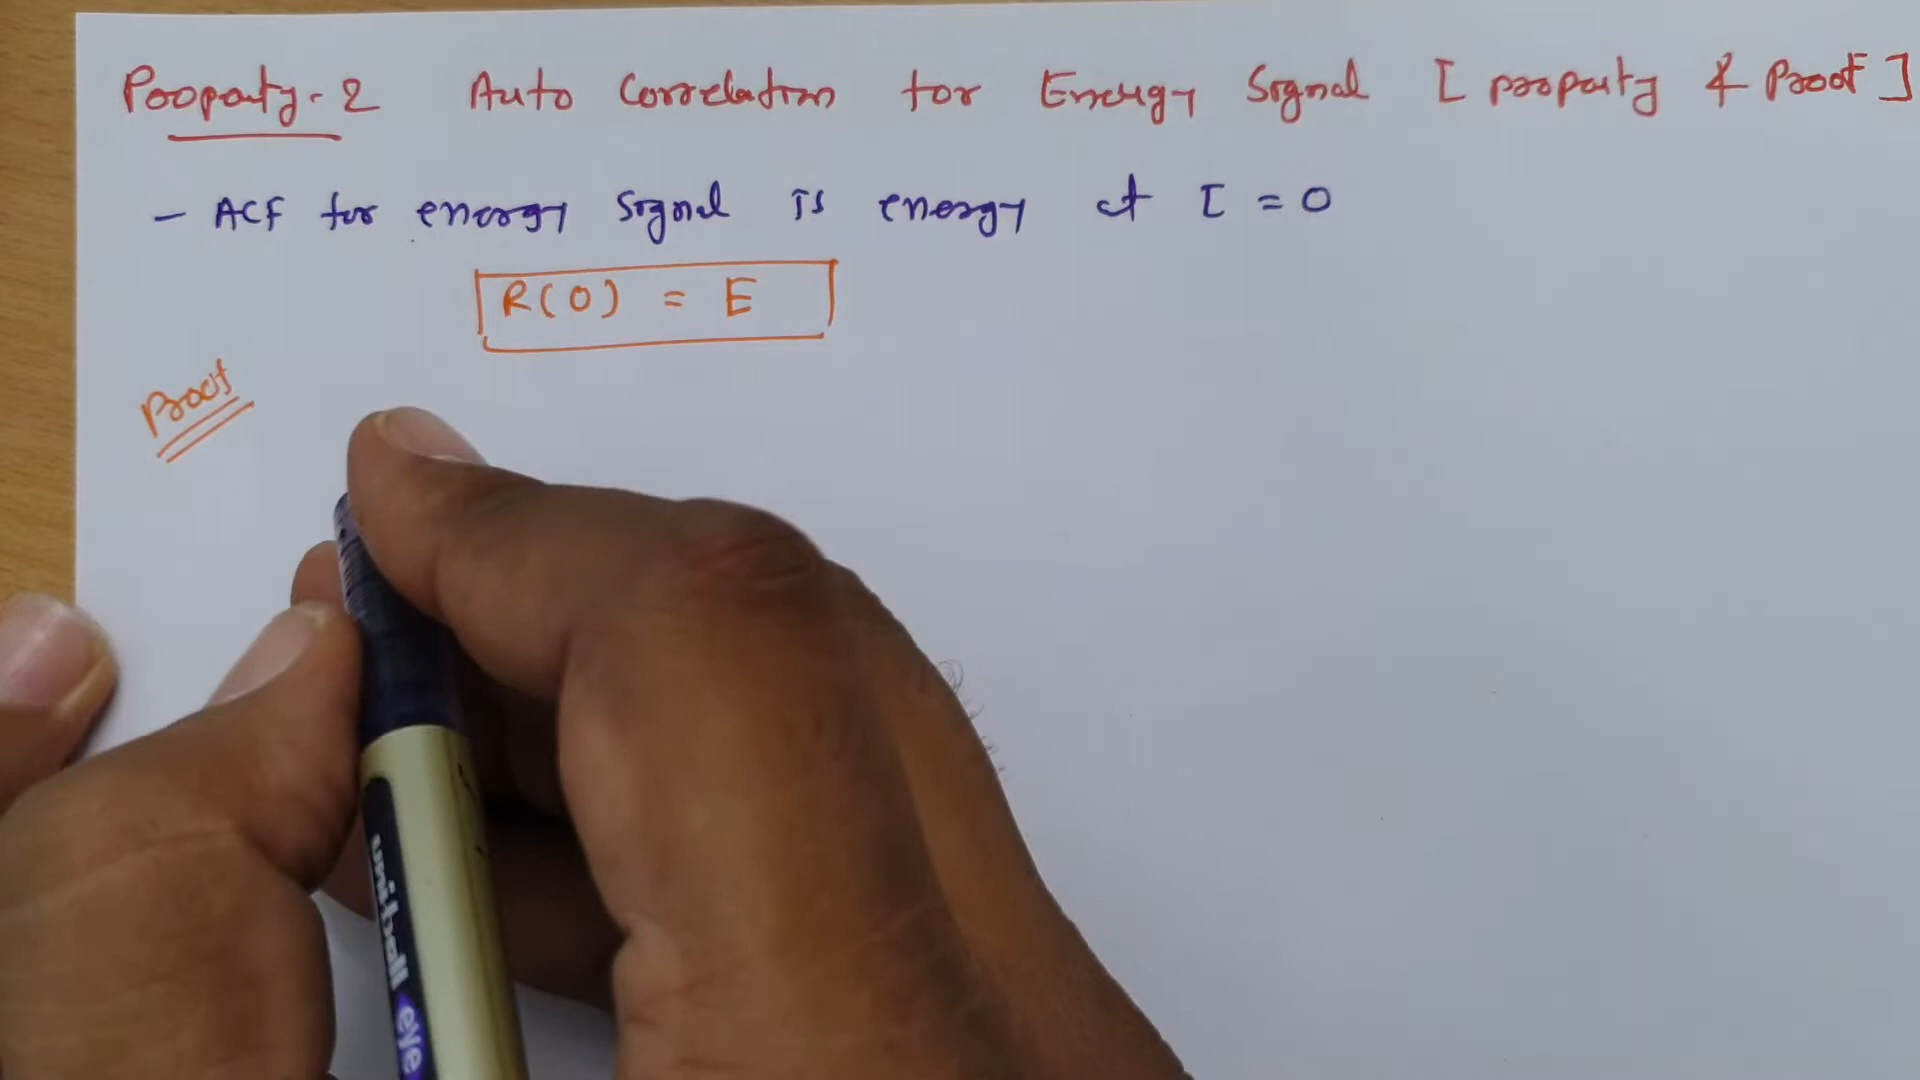 Property-2 Auto Correlation for Energy Signal [ property & Proof ]
- ACF for energy signal is energy at τ = 0
R(0) = E
Proof
uniball eye